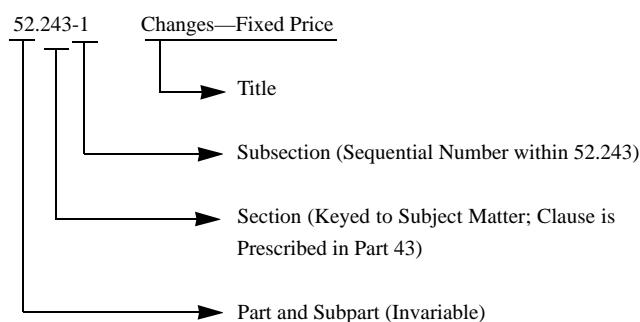 52.243-1 Changes—Fixed Price
Title
Subsection (Sequential Number within 52.243)
Section (Keyed to Subject Matter; Clause is
Prescribed in Part 43)
Part and Subpart (Invariable)